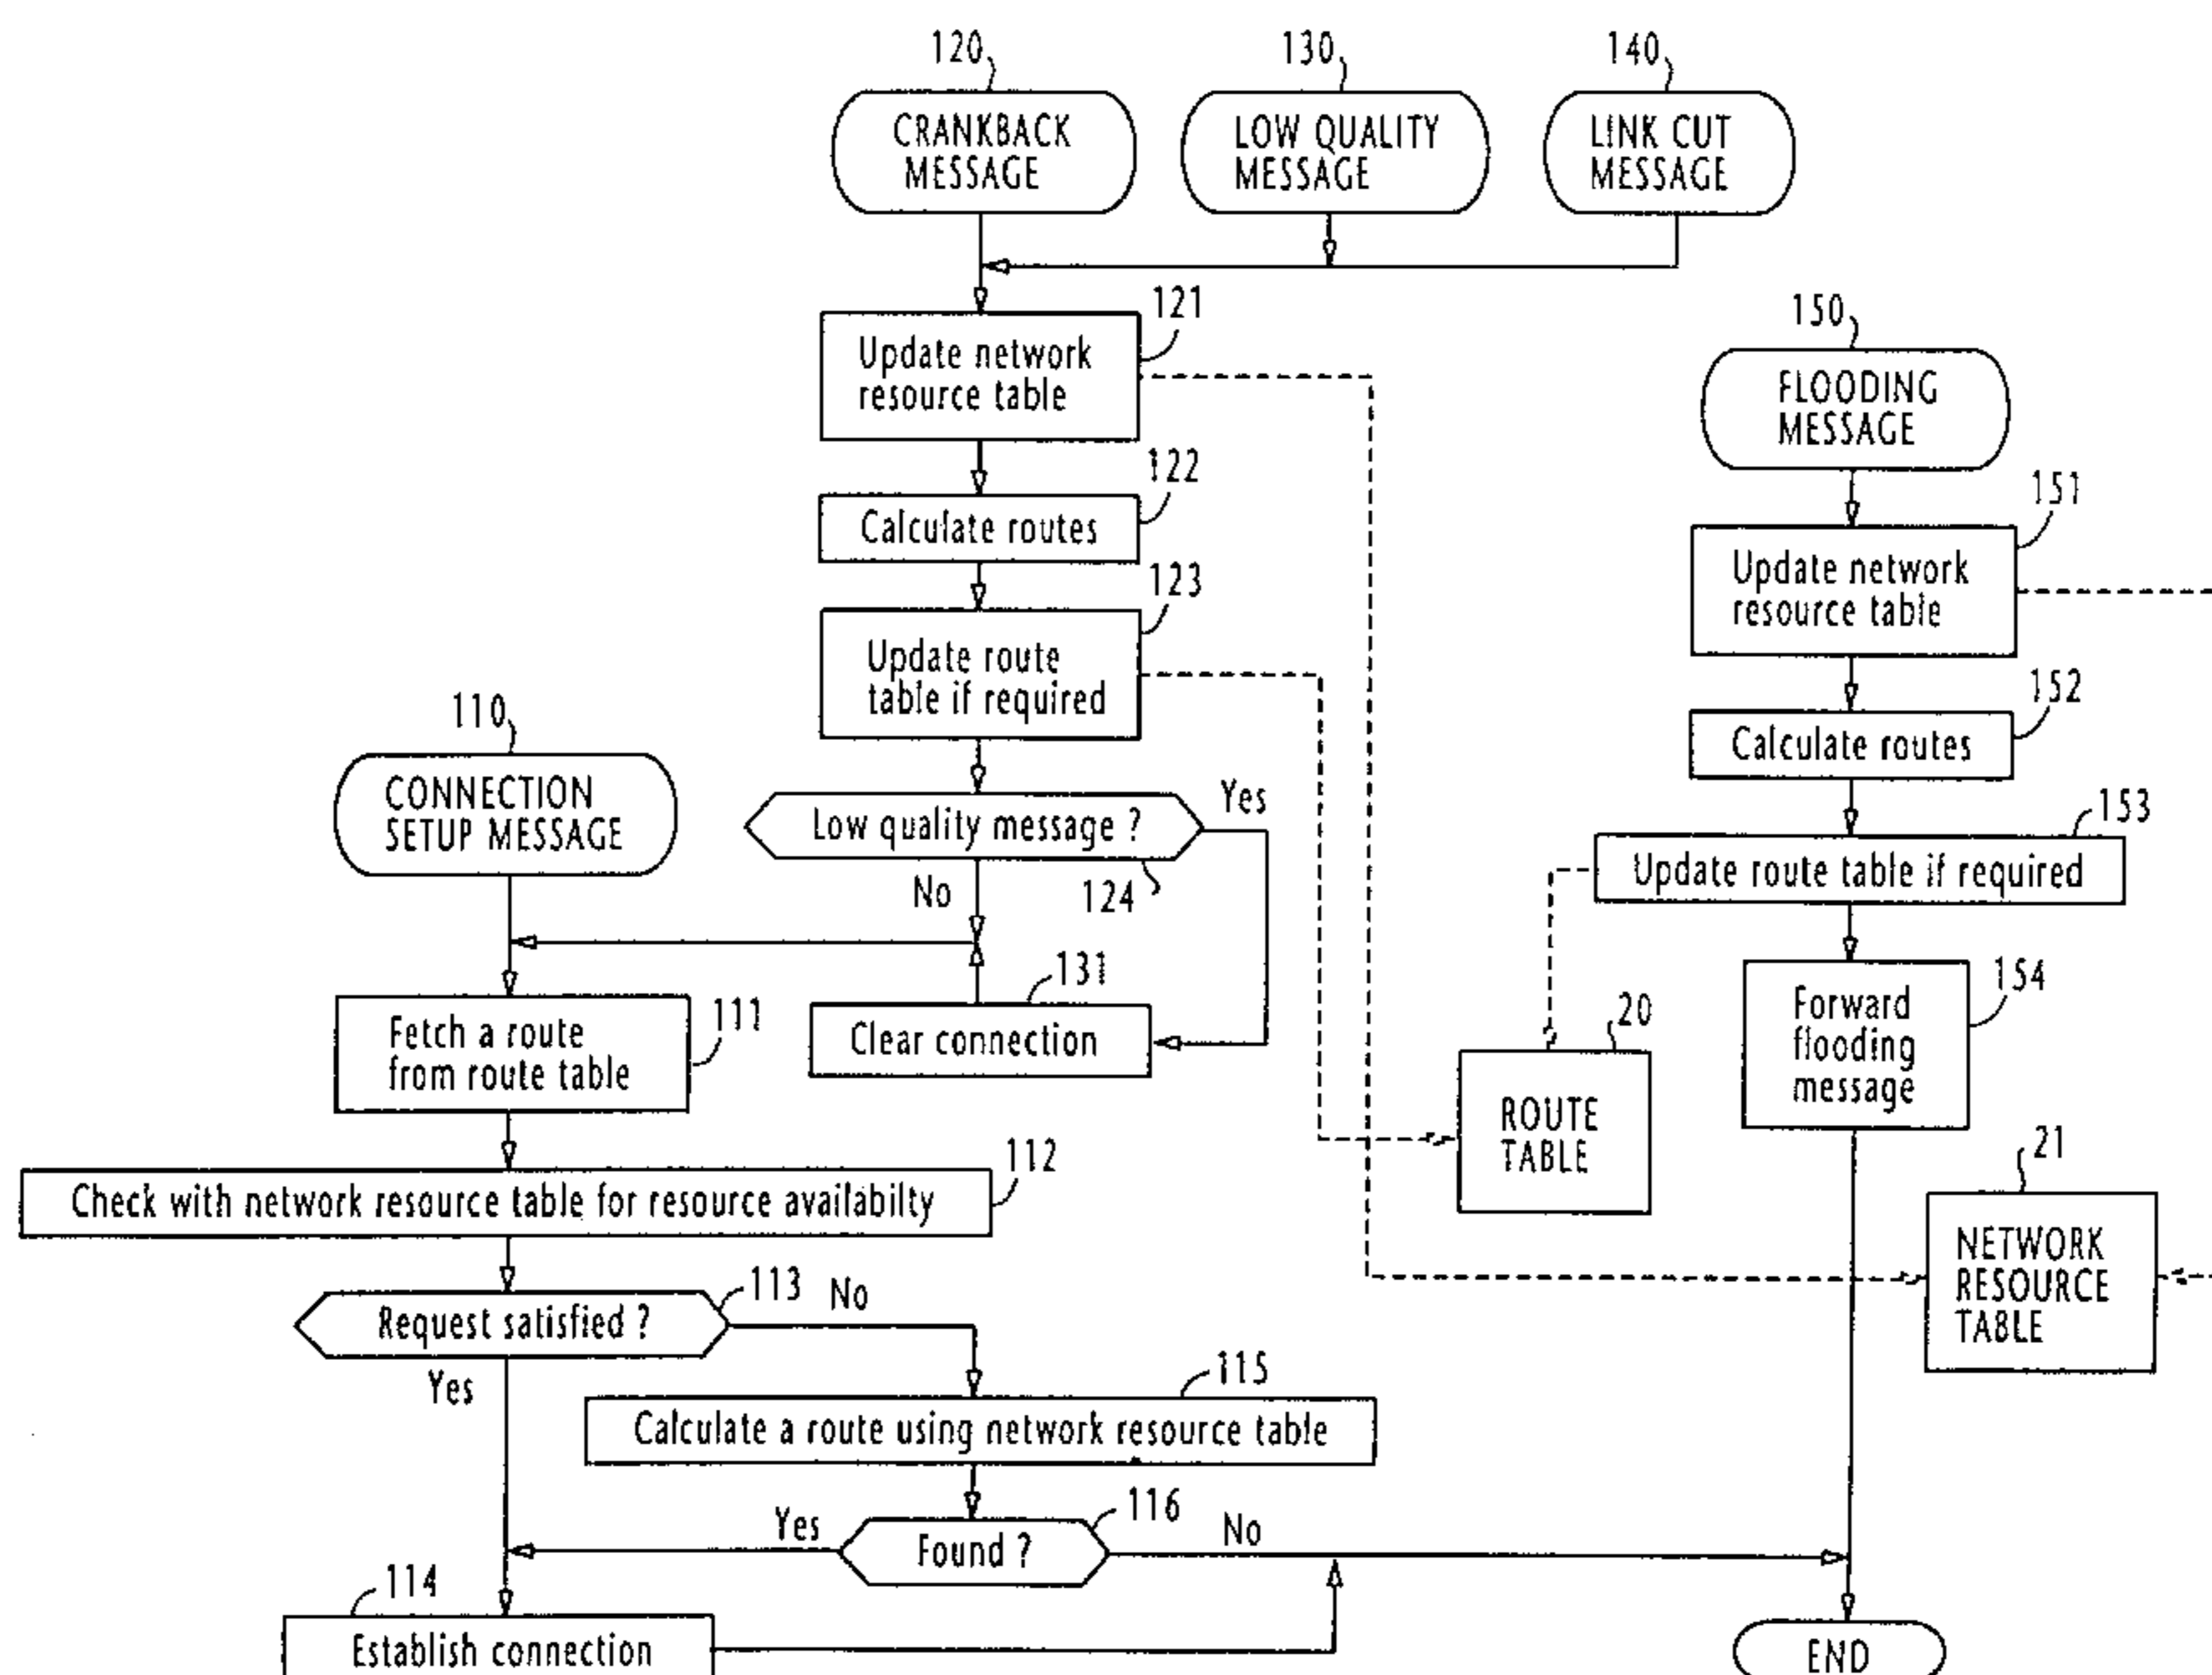 120
130
140
CRANKBACK
MESSAGE
LOW QUALITY
MESSAGE
LINK CUT
MESSAGE
121
Update network
resource table
150
FLOODING
MESSAGE
122
Calculate routes
151
Update network
resource table
123
Update route
table if required
152
Calculate routes
110
CONNECTION
SETUP MESSAGE
Low quality message ?
Yes
No
124
153
Update route table if required
131
Clear connection
111
Fetch a route
from route table
154
Forward
flooding
message
20
ROUTE
TABLE
112
Check with network resource table for resource availabilty
21
NETWORK
RESOURCE
TABLE
113
Request satisfied ?
No
Yes
115
Calculate a route using network resource table
116
Found ?
Yes
No
114
Establish connection
END